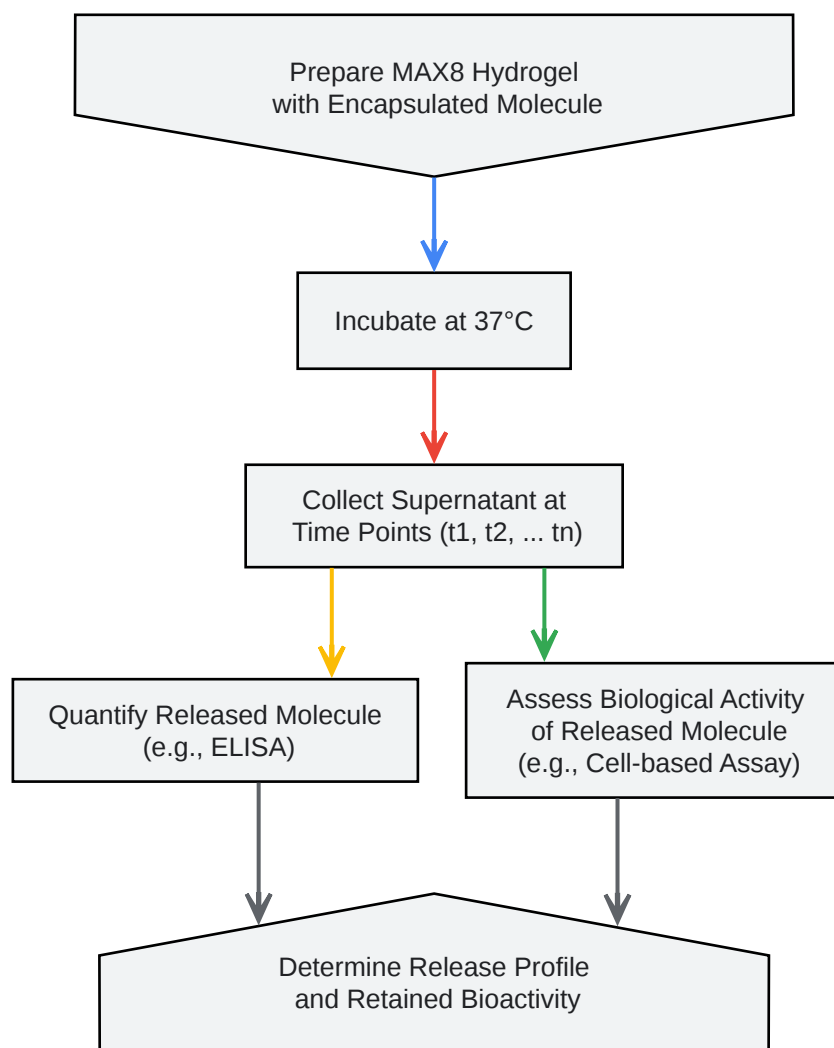 Prepare MAX8 Hydrogel
with Encapsulated Molecule
Incubate at 37°C
Collect Supernatant at
Time Points (t1, t2, ... tn)
Quantify Released Molecule
(e.g., ELISA)
Assess Biological Activity
of Released Molecule
(e.g., Cell-based Assay)
Determine Release Profile
and Retained Bioactivity